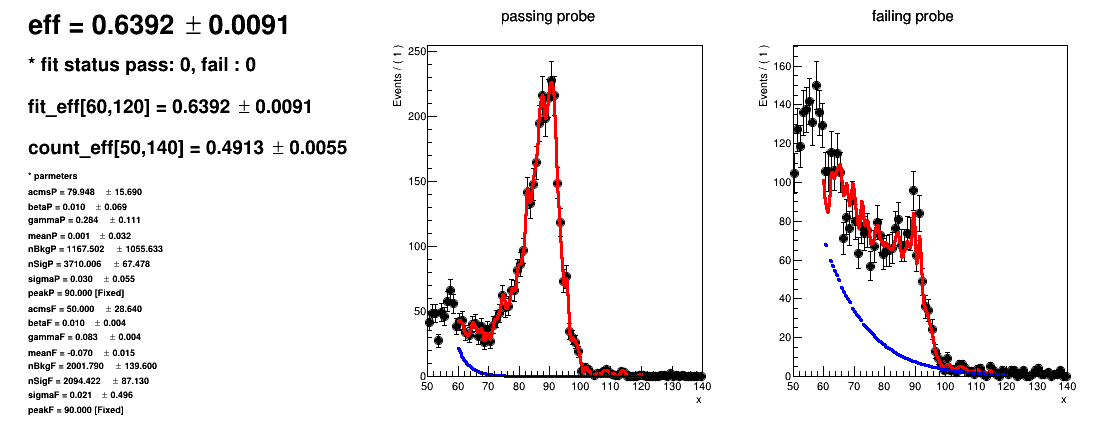 eff = 0.6392 ± 0.0091
* fit status pass: 0, fail : 0
fit_eff[60,120] = 0.6392 ± 0.0091
count_eff[50,140] = 0.4913 ± 0.0055
* parmeters
acmsP = 79.948 ± 15.690
betaP = 0.010 ± 0.069
gammaP = 0.284 ± 0.111
meanP = 0.001 ± 0.032
nBkgP = 1167.502 ± 1055.633
nSigP = 3710.006 ± 67.478
sigmaP = 0.030 ± 0.055
peakP = 90.000 [Fixed]
acmsF = 50.000 ± 28.640
betaF = 0.010 ± 0.004
gammaF = 0.083 ± 0.004
meanF = -0.070 ± 0.015
nBkgF = 2001.790 ± 139.600
nSigF = 2094.422 ± 87.130
sigmaF = 0.021 ± 0.496
peakF = 90.000 [Fixed]
passing probe
Events / ( 1 )
250
200
150
100
50
0
50 60 70 80 90 100 110 120 130 140
x
failing probe
Events / ( 1 )
160
140
120
100
80
60
40
20
0
50 60 70 80 90 100 110 120 130 140
x